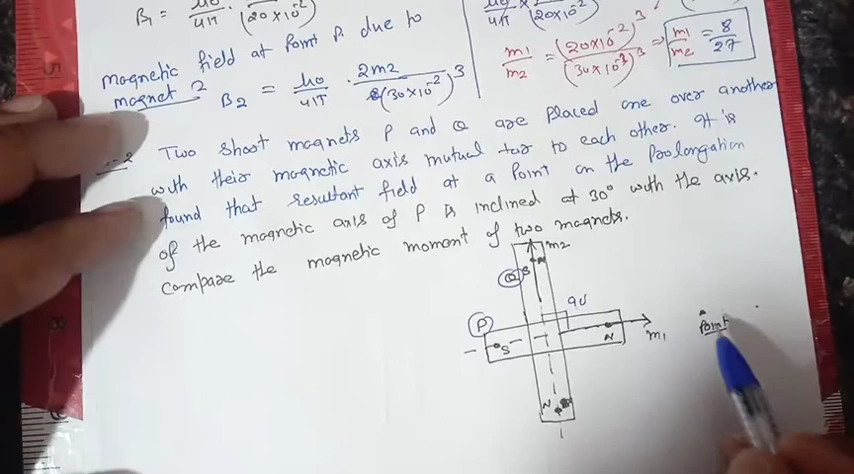 B₁ = μ₀/4π · /(20×10⁻²)³
magnetic field at Point P. due to
magnet 2 B₂ = μ₀/4π · 2m₂/(30×10⁻²)³
μ₀/4π × /(20×10⁻²)³
m₁/m₂ = (20×10⁻²)³/(30×10⁻²)³ ⇒ m₁/m₂ = 8/27
Two short magnets P and Q are placed one over another
with their magnetic axis mutual ter to each other. It is
found that resultant field at a Point on the Prolongation
of the magnetic axis of P is inclined at 30° with the axis.
compare the magnetic moment of two magnets.
m₂
N
Q S
90
P
S N m₁ Point
N